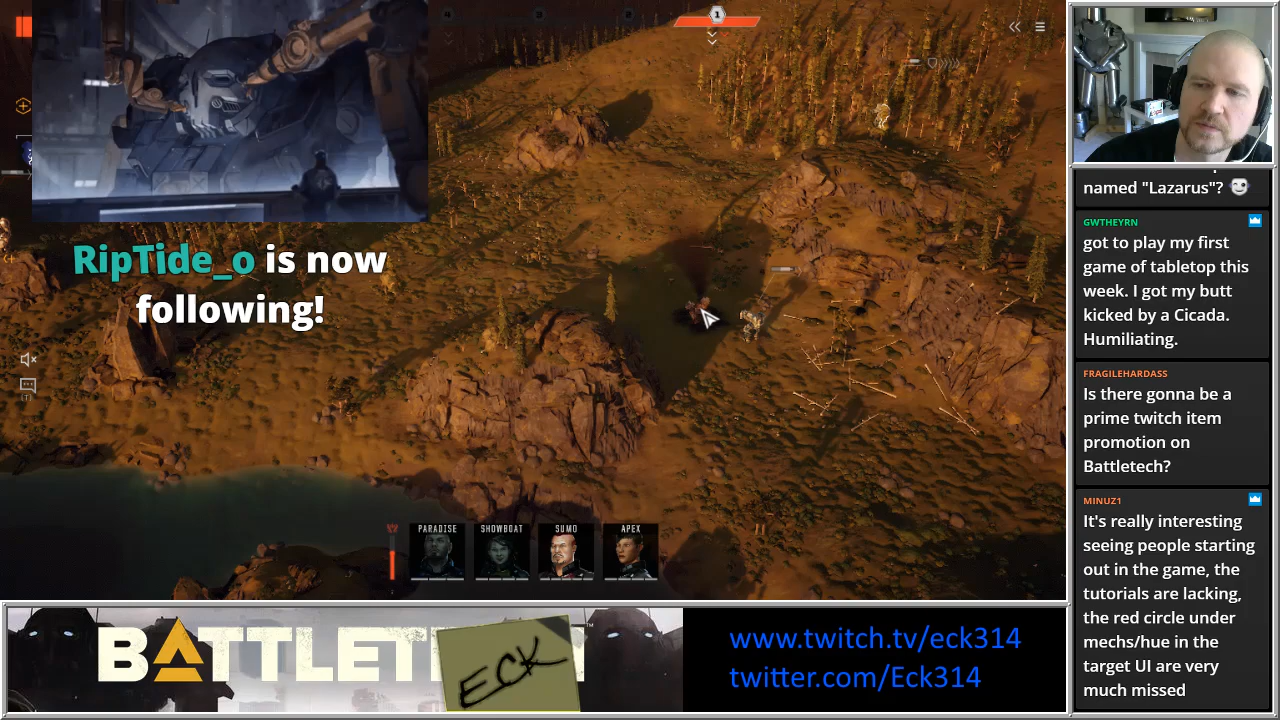 1
RipTide_o is now
following!
[T]
PARADISE
SHOWBOAT
SUMO
APEX
BATTLET
ECK
www.twitch.tv/eck314
twitter.com/Eck314
named "Lazarus"?
GWTHEYRN
got to play my first
game of tabletop this
week. I got my butt
kicked by a Cicada.
Humiliating.
FRAGILEHARDASS
Is there gonna be a
prime twitch item
promotion on
Battletech?
MINUZ1
It's really interesting
seeing people starting
out in the game, the
tutorials are lacking,
the red circle under
mechs/hue in the
target UI are very
much missed